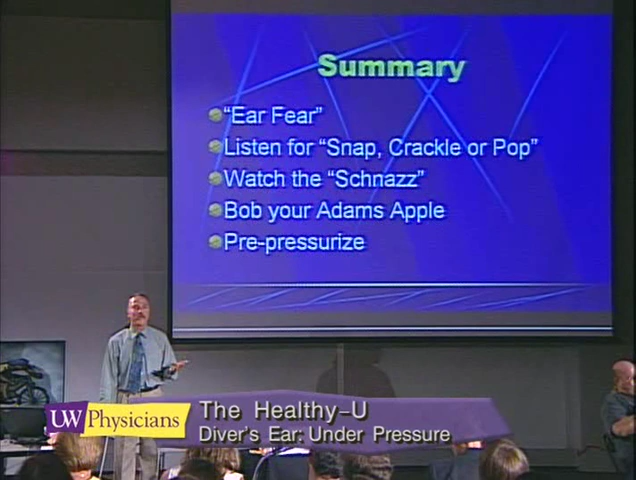 Summary
“Ear Fear”
Listen for “Snap, Crackle or Pop”
Watch the “Schnazz”
Bob your Adams Apple
Pre-pressurize
UW Physicians
The Healthy-U
Diver's Ear: Under Pressure